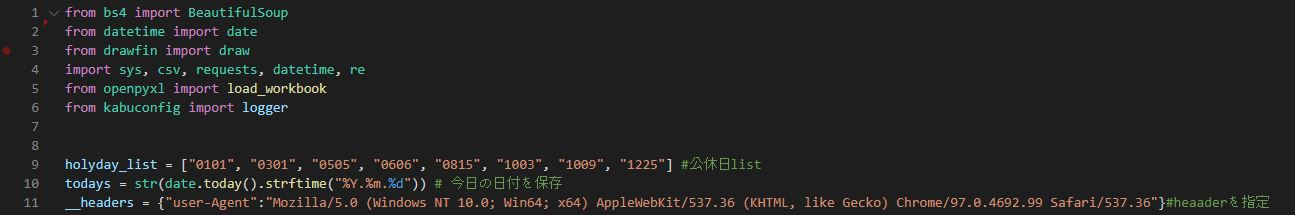 1 from bs4 import BeautifulSoup
2 from datetime import date
3 from drawfin import draw
4 import sys, csv, requests, datetime, re
5 from openpyxl import load_workbook
6 from kabuconfig import logger
7
8
9 holyday_list = ["0101", "0301", "0505", "0606", "0815", "1003", "1009", "1225"] #公休日list
10 todays = str(date.today().strftime("%Y.%m.%d")) # 今日の日付を保存
11 __headers = {"user-Agent":"Mozilla/5.0 (Windows NT 10.0; Win64; x64) AppleWebKit/537.36 (KHTML, like Gecko) Chrome/97.0.4692.99 Safari/537.36"}#heaaderを指定